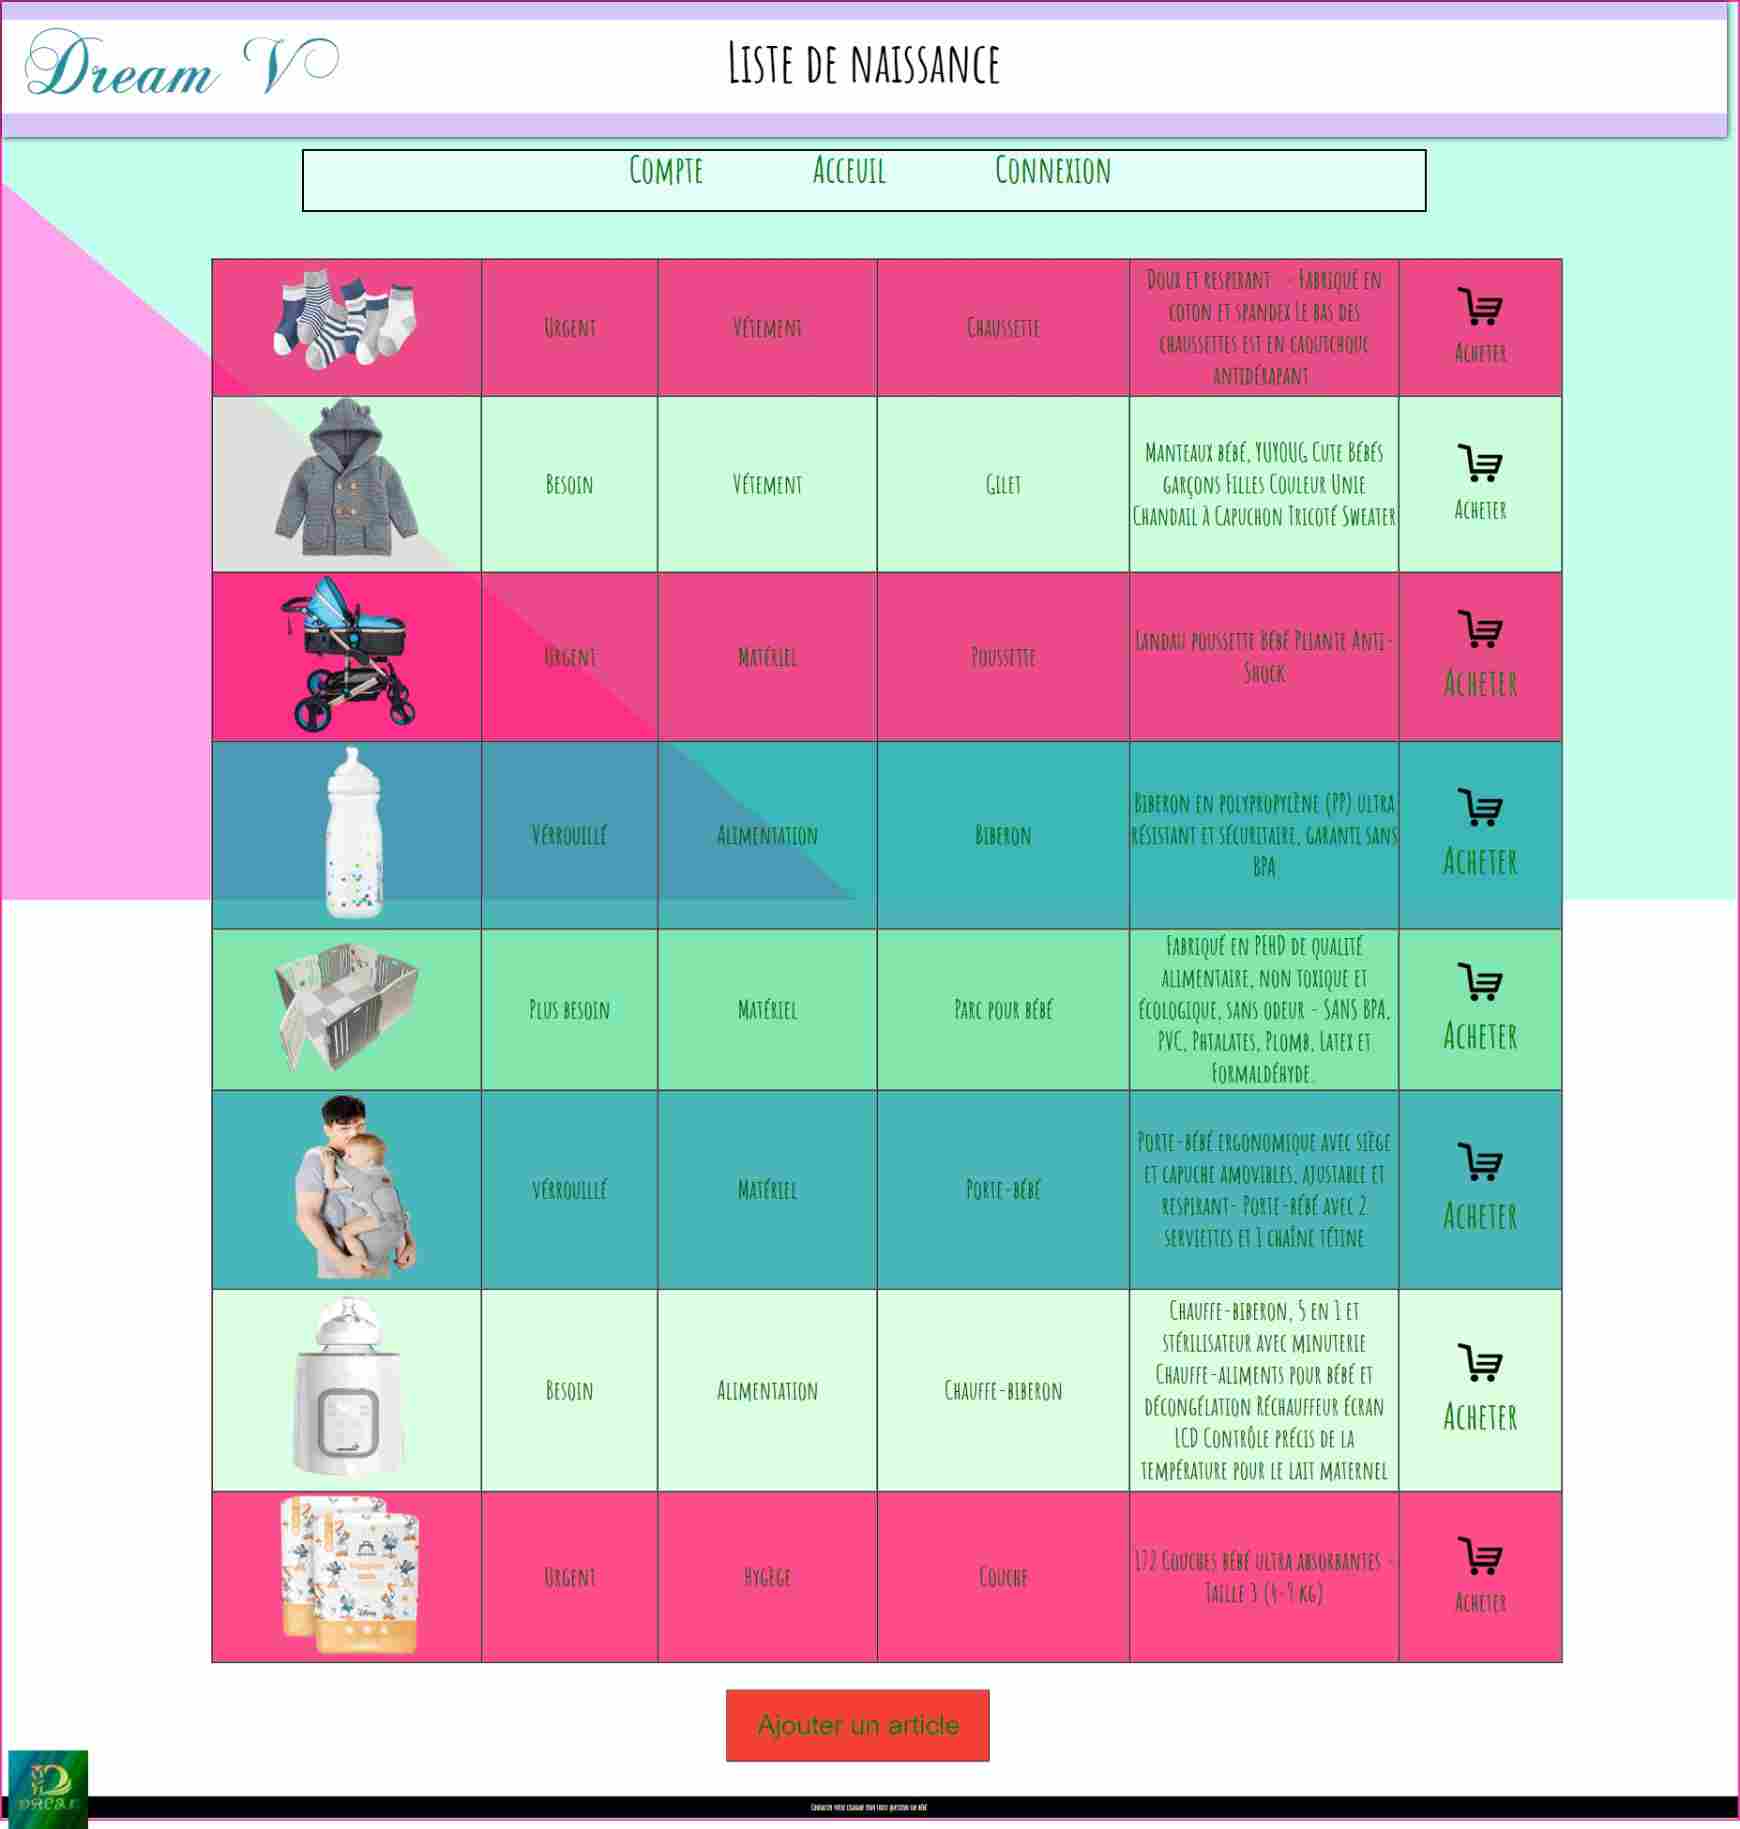 Dream V
Liste de naissance
Compte Acceuil Connexion
Urgent
Vétement
Chaussette
Doux et respirant - Fabriqué en
coton et spandex Le bas des
chaussettes est en caoutchouc
antidérapant
Acheter
Besoin
Vétement
Gilet
Manteaux bébé, YUYOUG Cute Bébés
garçons Filles Couleur Unie
Chandail à Capuchon Tricoté Sweater
Acheter
Urgent
Matériel
Poussette
Landau poussette Bébé Pliante Anti-
Shock
Acheter
Vérrouillé
Alimentation
Biberon
Biberon en polypropylène (PP) ultra
résistant et sécuritaire, garanti sans
BPA
Acheter
Plus besoin
Matériel
Parc pour bébé
Fabriqué en PEHD de qualité
alimentaire, non toxique et
écologique, sans odeur - SANS BPA,
PVC, Phtalates, Plomb, Latex et
Formaldéhyde.
Acheter
vérrouillé
Matériel
Porte-bébé
Porte-bébé ergonomique avec siège
et capuche amovibles, ajustable et
respirant- Porte-bébé avec 2
serviettes et 1 chaîne tétine
Acheter
Besoin
Alimentation
Chauffe-biberon
Chauffe-biberon, 5 en 1 et
stérilisateur avec minuterie
Chauffe-aliments pour bébé et
décongélation Réchauffeur écran
LCD Contrôle précis de la
température pour le lait maternel
Acheter
Urgent
Hygège
Couche
172 Couches bébé ultra absorbantes -
Taille 3 (4-9 kg)
Acheter
Ajouter un article